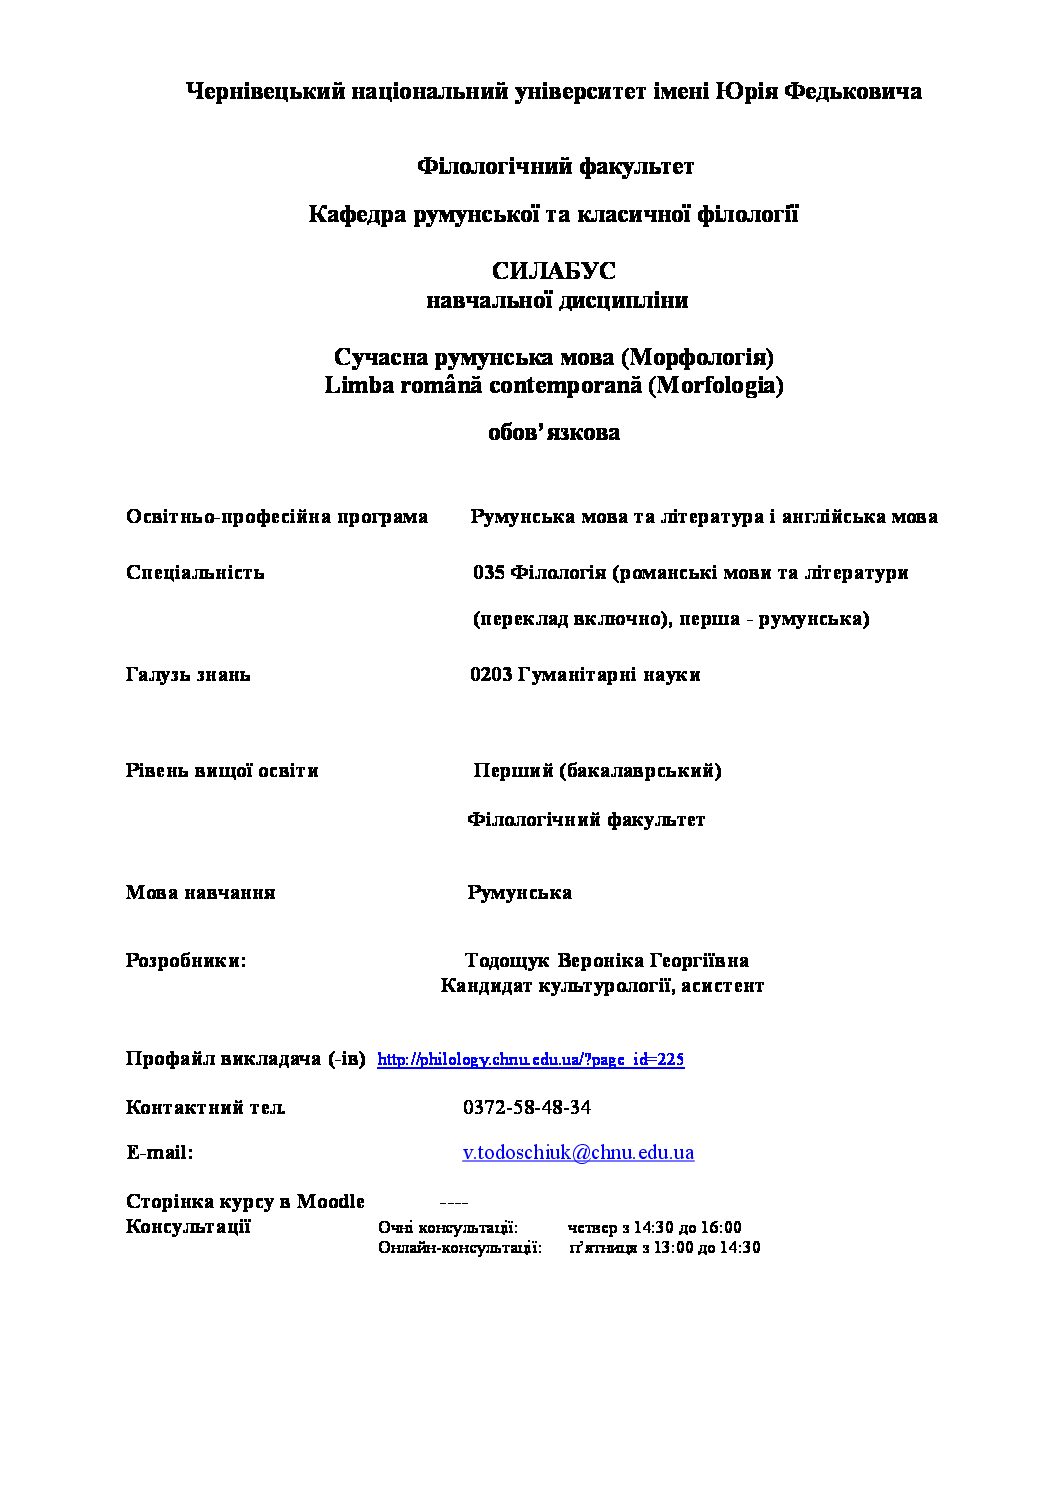 Чернівецький національний університет імені Юрія Федьковича
Філологічний факультет
Кафедра румунської та класичної філології
СИЛАБУС
навчальної дисципліни
Сучасна румунська мова (Морфологія)
Limba română contemporană (Morfologia)
обов’язкова
Освітньо-професійна програма Румунська мова та література і англійська мова
Спеціальність 035 Філологія (романські мови та літератури
(переклад включно), перша - румунська)
Галузь знань 0203 Гуманітарні науки
Рівень вищої освіти Перший (бакалаврський)
Філологічний факультет
Мова навчання Румунська
Розробники: Тодощук Вероніка Георгіївна
Кандидат культурології, асистент
Профайл викладача (-ів) http://philology.chnu.edu.ua/?page_id=225
Контактний тел. 0372-58-48-34
E-mail: v.todoschiuk@chnu.edu.ua
Сторінка курсу в Moodle ----
Консультації Очні консультації: четвер з 14:30 до 16:00
Онлайн-консультації: п’ятниця з 13:00 до 14:30